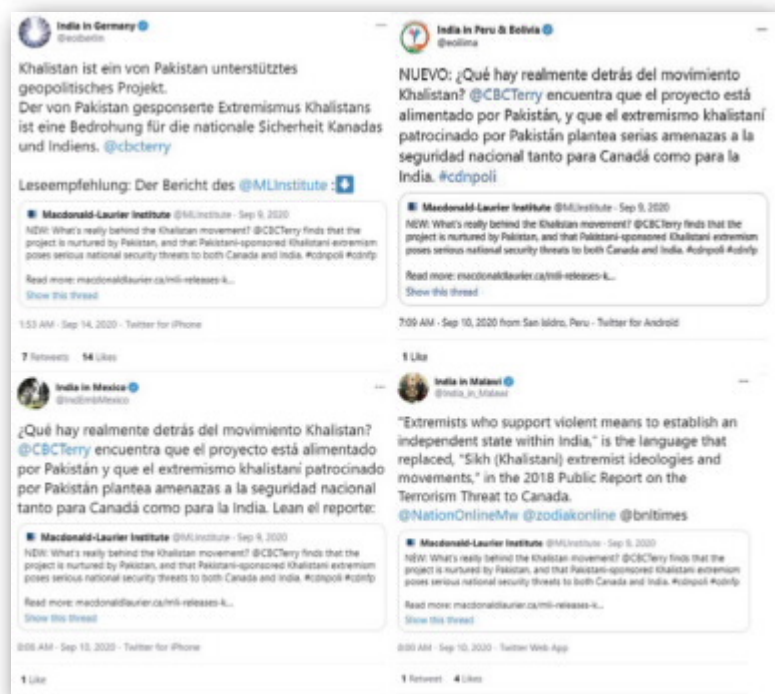 India in Germany
@eoiberlin
Khalistan ist ein von Pakistan unterstütztes
geopolitisches Projekt.
Der von Pakistan gesponserte Extremismus Khalistans
ist eine Bedrohung für die nationale Sicherheit Kanadas
und Indiens. @cbcterry
Leseempfehlung: Der Bericht des @MLInstitute :
Macdonald-Laurier Institute @MLInstitute · Sep 9, 2020
NEW: What's really behind the Khalistan movement? @CBCTerry finds that the
project is nurtured by Pakistan, and that Pakistani-sponsored Khalistani extremism
poses serious national security threats to both Canada and India. #cdnpoli #cdnfp
Read more: macdonaldlaurier.ca/mli-releases-k...
Show this thread
1:53 AM · Sep 14, 2020 · Twitter for iPhone
7 Retweets 14 Likes
India in Peru & Bolivia
@eoilima
NUEVO: ¿Qué hay realmente detrás del movimiento
Khalistan? @CBCTerry encuentra que el proyecto está
alimentado por Pakistán, y que el extremismo khalistaní
patrocinado por Pakistán plantea serias amenazas a la
seguridad nacional tanto para Canadá como para la
India. #cdnpoli
Macdonald-Laurier Institute @MLInstitute · Sep 9, 2020
NEW: What's really behind the Khalistan movement? @CBCTerry finds that the
project is nurtured by Pakistan, and that Pakistani-sponsored Khalistani extremism
poses serious national security threats to both Canada and India. #cdnpoli #cdnfp
Read more: macdonaldlaurier.ca/mli-releases-k...
Show this thread
7:09 AM · Sep 10, 2020 from San Isidro, Peru · Twitter for Android
1 Like
India in Mexico
@IndEmbMexico
¿Qué hay realmente detrás del movimiento Khalistan?
@CBCTerry encuentra que el proyecto está alimentado
por Pakistán y que el extremismo khalistaní patrocinado
por Pakistán plantea amenazas a la seguridad nacional
tanto para Canadá como para la India. Lean el reporte:
Macdonald-Laurier Institute @MLInstitute · Sep 9, 2020
NEW: What's really behind the Khalistan movement? @CBCTerry finds that the
project is nurtured by Pakistan, and that Pakistani-sponsored Khalistani extremism
poses serious national security threats to both Canada and India. #cdnpoli #cdnfp
Read more: macdonaldlaurier.ca/mli-releases-k...
Show this thread
Sep 10, 2020 · Twitter for iPhone
1 Like
India in Malawi
@India_in_Malawi
"Extremists who support violent means to establish an
independent state within India," is the language that
replaced, "Sikh (Khalistani) extremist ideologies and
movements," in the 2018 Public Report on the
Terrorism Threat to Canada.
@NationOnlineMw @zodiakonline @bnltimes
Macdonald-Laurier Institute @MLInstitute · Sep 9, 2020
NEW: What's really behind the Khalistan movement? @CBCTerry finds that the
project is nurtured by Pakistan, and that Pakistani-sponsored Khalistani extremism
poses serious national security threats to both Canada and India. #cdnpoli #cdnfp
Read more: macdonaldlaurier.ca/mli-releases-k...
Show this thread
8:00 AM · Sep 10, 2020 · Twitter Web App
1 Retweet 4 Likes